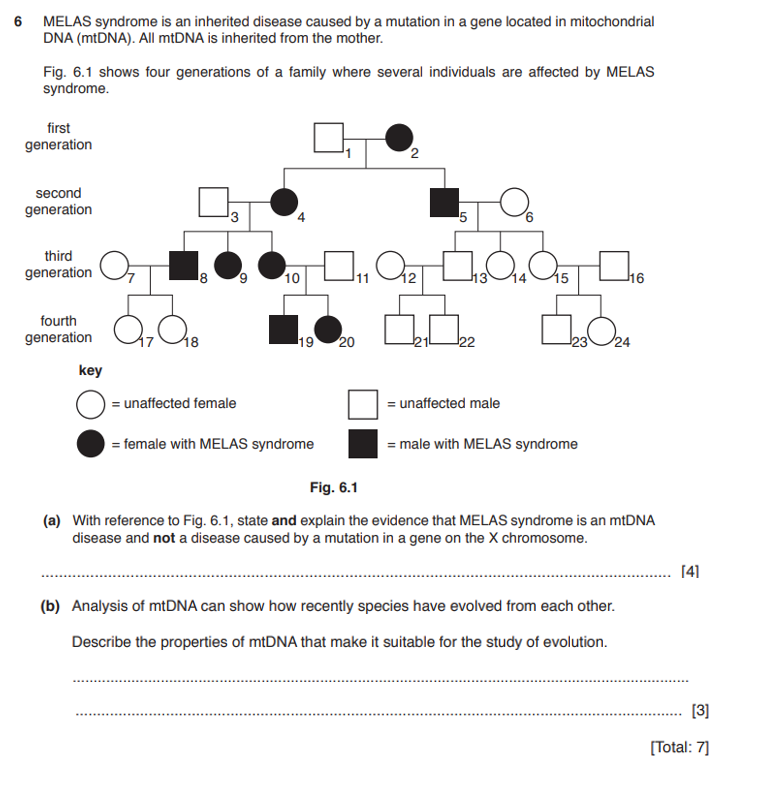 6 MELAS syndrome is an inherited disease caused by a mutation in a gene located in mitochondrial
DNA (mtDNA). All mtDNA is inherited from the mother.
Fig. 6.1 shows four generations of a family where several individuals are affected by MELAS
syndrome.
first
generation
1 2
second
generation
3 4 5 6
third
generation
7 8 9 10 11 12 13 14 15 16
fourth
generation
17 18 19 20 21 22 23 24
key
= unaffected female = unaffected male
= female with MELAS syndrome = male with MELAS syndrome
Fig. 6.1
(a) With reference to Fig. 6.1, state and explain the evidence that MELAS syndrome is an mtDNA
disease and not a disease caused by a mutation in a gene on the X chromosome.
[4]
(b) Analysis of mtDNA can show how recently species have evolved from each other.
Describe the properties of mtDNA that make it suitable for the study of evolution.
[3]
[Total: 7]